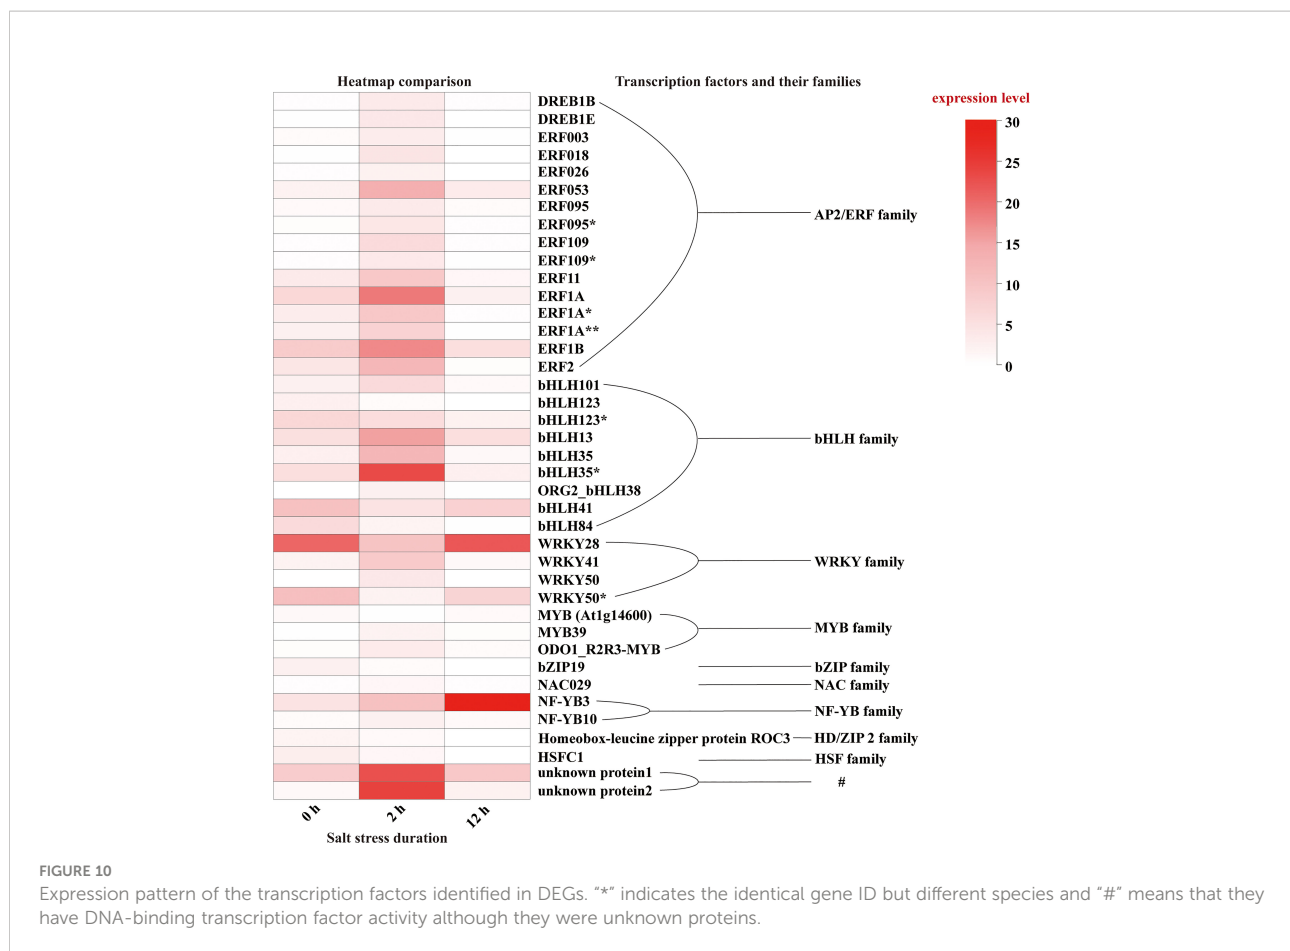 Heatmap comparison
Transcription factors and their families
expression level
DREB1B
DREB1E
ERF003
ERF018
ERF026
ERF053
ERF095
ERF095*
ERF109
ERF109*
ERF11
ERF1A
ERF1A*
ERF1A**
ERF1B
ERF2
bHLH101
bHLH123
bHLH123*
bHLH13
bHLH35
bHLH35*
ORG2_bHLH38
bHLH41
bHLH84
WRKY28
WRKY41
WRKY50
WRKY50*
MYB (At1g14600)
MYB39
ODO1_R2R3-MYB
bZIP19
NAC029
NF-YB3
NF-YB10
Homeobox-leucine zipper protein ROC3
HSFC1
unknown protein1
unknown protein2
AP2/ERF family
bHLH family
WRKY family
MYB family
bZIP family
NAC family
NF-YB family
HD/ZIP 2 family
HSF family
#
30
25
20
15
10
5
0
0 h
2 h
12 h
Salt stress duration
FIGURE 10
Expression pattern of the transcription factors identified in DEGs. “*” indicates the identical gene ID but different species and “#” means that they
have DNA-binding transcription factor activity although they were unknown proteins.